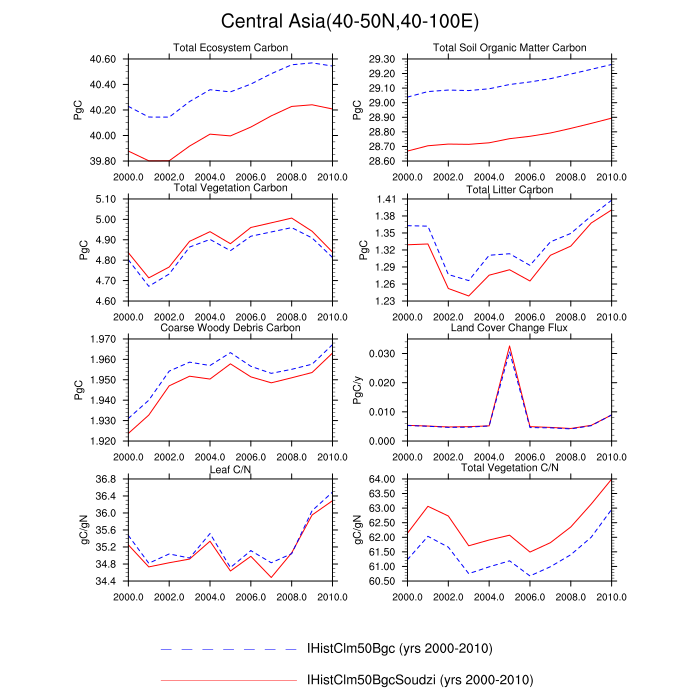 Central Asia(40-50N,40-100E)
Total Ecosystem Carbon
PgC
40.60
40.40
40.20
40.00
39.80
2000.0 2002.0 2004.0 2006.0 2008.0 2010.0
Total Soil Organic Matter Carbon
PgC
29.30
29.20
29.10
29.00
28.90
28.80
28.70
28.60
2000.0 2002.0 2004.0 2006.0 2008.0 2010.0
Total Vegetation Carbon
PgC
5.10
5.00
4.90
4.80
4.70
4.60
2000.0 2002.0 2004.0 2006.0 2008.0 2010.0
Total Litter Carbon
PgC
1.41
1.38
1.35
1.32
1.29
1.26
1.23
2000.0 2002.0 2004.0 2006.0 2008.0 2010.0
Coarse Woody Debris Carbon
PgC
1.970
1.960
1.950
1.940
1.930
1.920
2000.0 2002.0 2004.0 2006.0 2008.0 2010.0
Land Cover Change Flux
PgC/y
0.030
0.020
0.010
0.000
2000.0 2002.0 2004.0 2006.0 2008.0 2010.0
Leaf C/N
gC/gN
36.8
36.4
36.0
35.6
35.2
34.8
34.4
2000.0 2002.0 2004.0 2006.0 2008.0 2010.0
Total Vegetation C/N
gC/gN
64.00
63.50
63.00
62.50
62.00
61.50
61.00
60.50
2000.0 2002.0 2004.0 2006.0 2008.0 2010.0
IHistClm50Bgc (yrs 2000-2010)
IHistClm50BgcSoudzi (yrs 2000-2010)